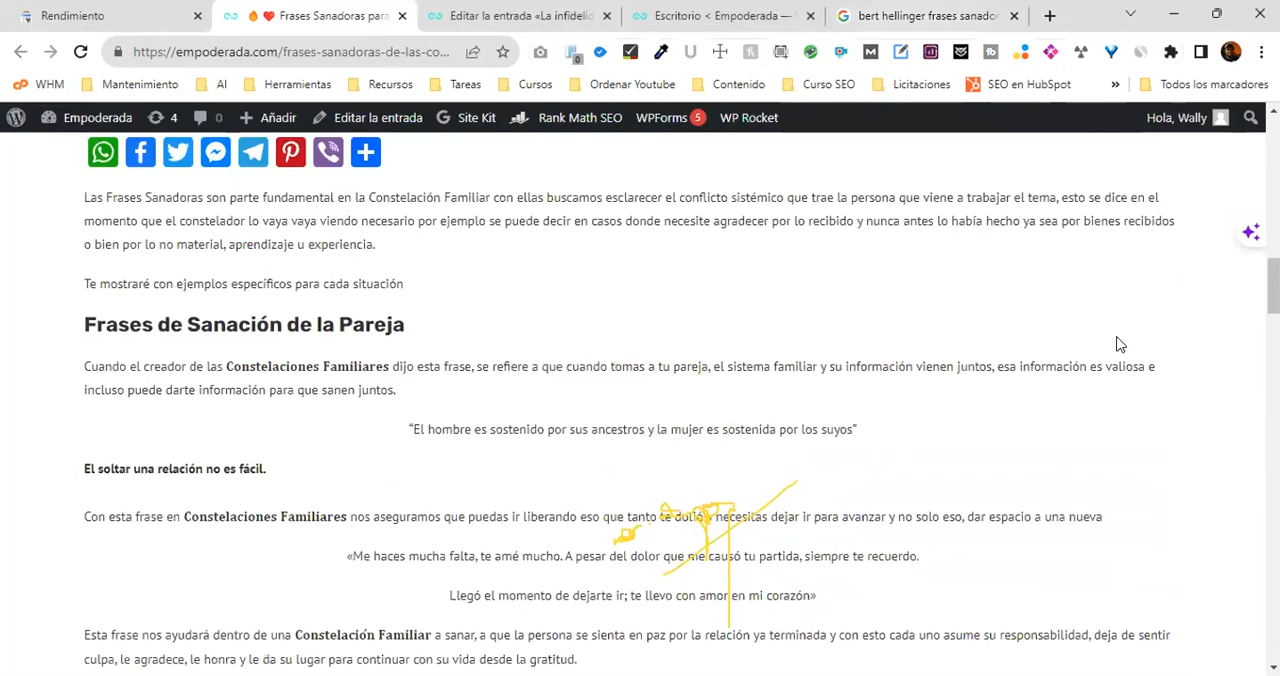 Rendimiento
Frases Sanadoras para
Editar la entrada «La infidelid
Escritorio < Empoderada —
bert hellinger frases sanador
https://empoderada.com/frases-sanadoras-de-las-co...
WHM
Mantenimiento
AI
Herramientas
Recursos
Tareas
Cursos
Ordenar Youtube
Contenido
Curso SEO
Licitaciones
SEO en HubSpot
»
Todos los marcadores
Empoderada
4
0
Añadir
Editar la entrada
Site Kit
Rank Math SEO
WPForms 5
WP Rocket
Hola, Wally
Las Frases Sanadoras son parte fundamental en la Constelación Familiar con ellas buscamos esclarecer el conflicto sistémico que trae la persona que viene a trabajar el tema, esto se dice en el
momento que el constelador lo vaya vaya viendo necesario por ejemplo se puede decir en casos donde necesite agradecer por lo recibido y nunca antes lo había hecho ya sea por bienes recibidos
o bien por lo no material, aprendizaje u experiencia.
Te mostraré con ejemplos específicos para cada situación
Frases de Sanación de la Pareja
Cuando el creador de las Constelaciones Familiares dijo esta frase, se refiere a que cuando tomas a tu pareja, el sistema familiar y su información vienen juntos, esa información es valiosa e
incluso puede darte información para que sanen juntos.
“El hombre es sostenido por sus ancestros y la mujer es sostenida por los suyos”
El soltar una relación no es fácil.
Con esta frase en Constelaciones Familiares nos aseguramos que puedas ir liberando eso que tanto te dolió y necesitas dejar ir para avanzar y no solo eso, dar espacio a una nueva
«Me haces mucha falta, te amé mucho. A pesar del dolor que me causó tu partida, siempre te recuerdo.
Llegó el momento de dejarte ir; te llevo con amor en mi corazón»
Esta frase nos ayudará dentro de una Constelación Familiar a sanar, a que la persona se sienta en paz por la relación ya terminada y con esto cada uno asume su responsabilidad, deja de sentir
culpa, le agradece, le honra y le da su lugar para continuar con su vida desde la gratitud.